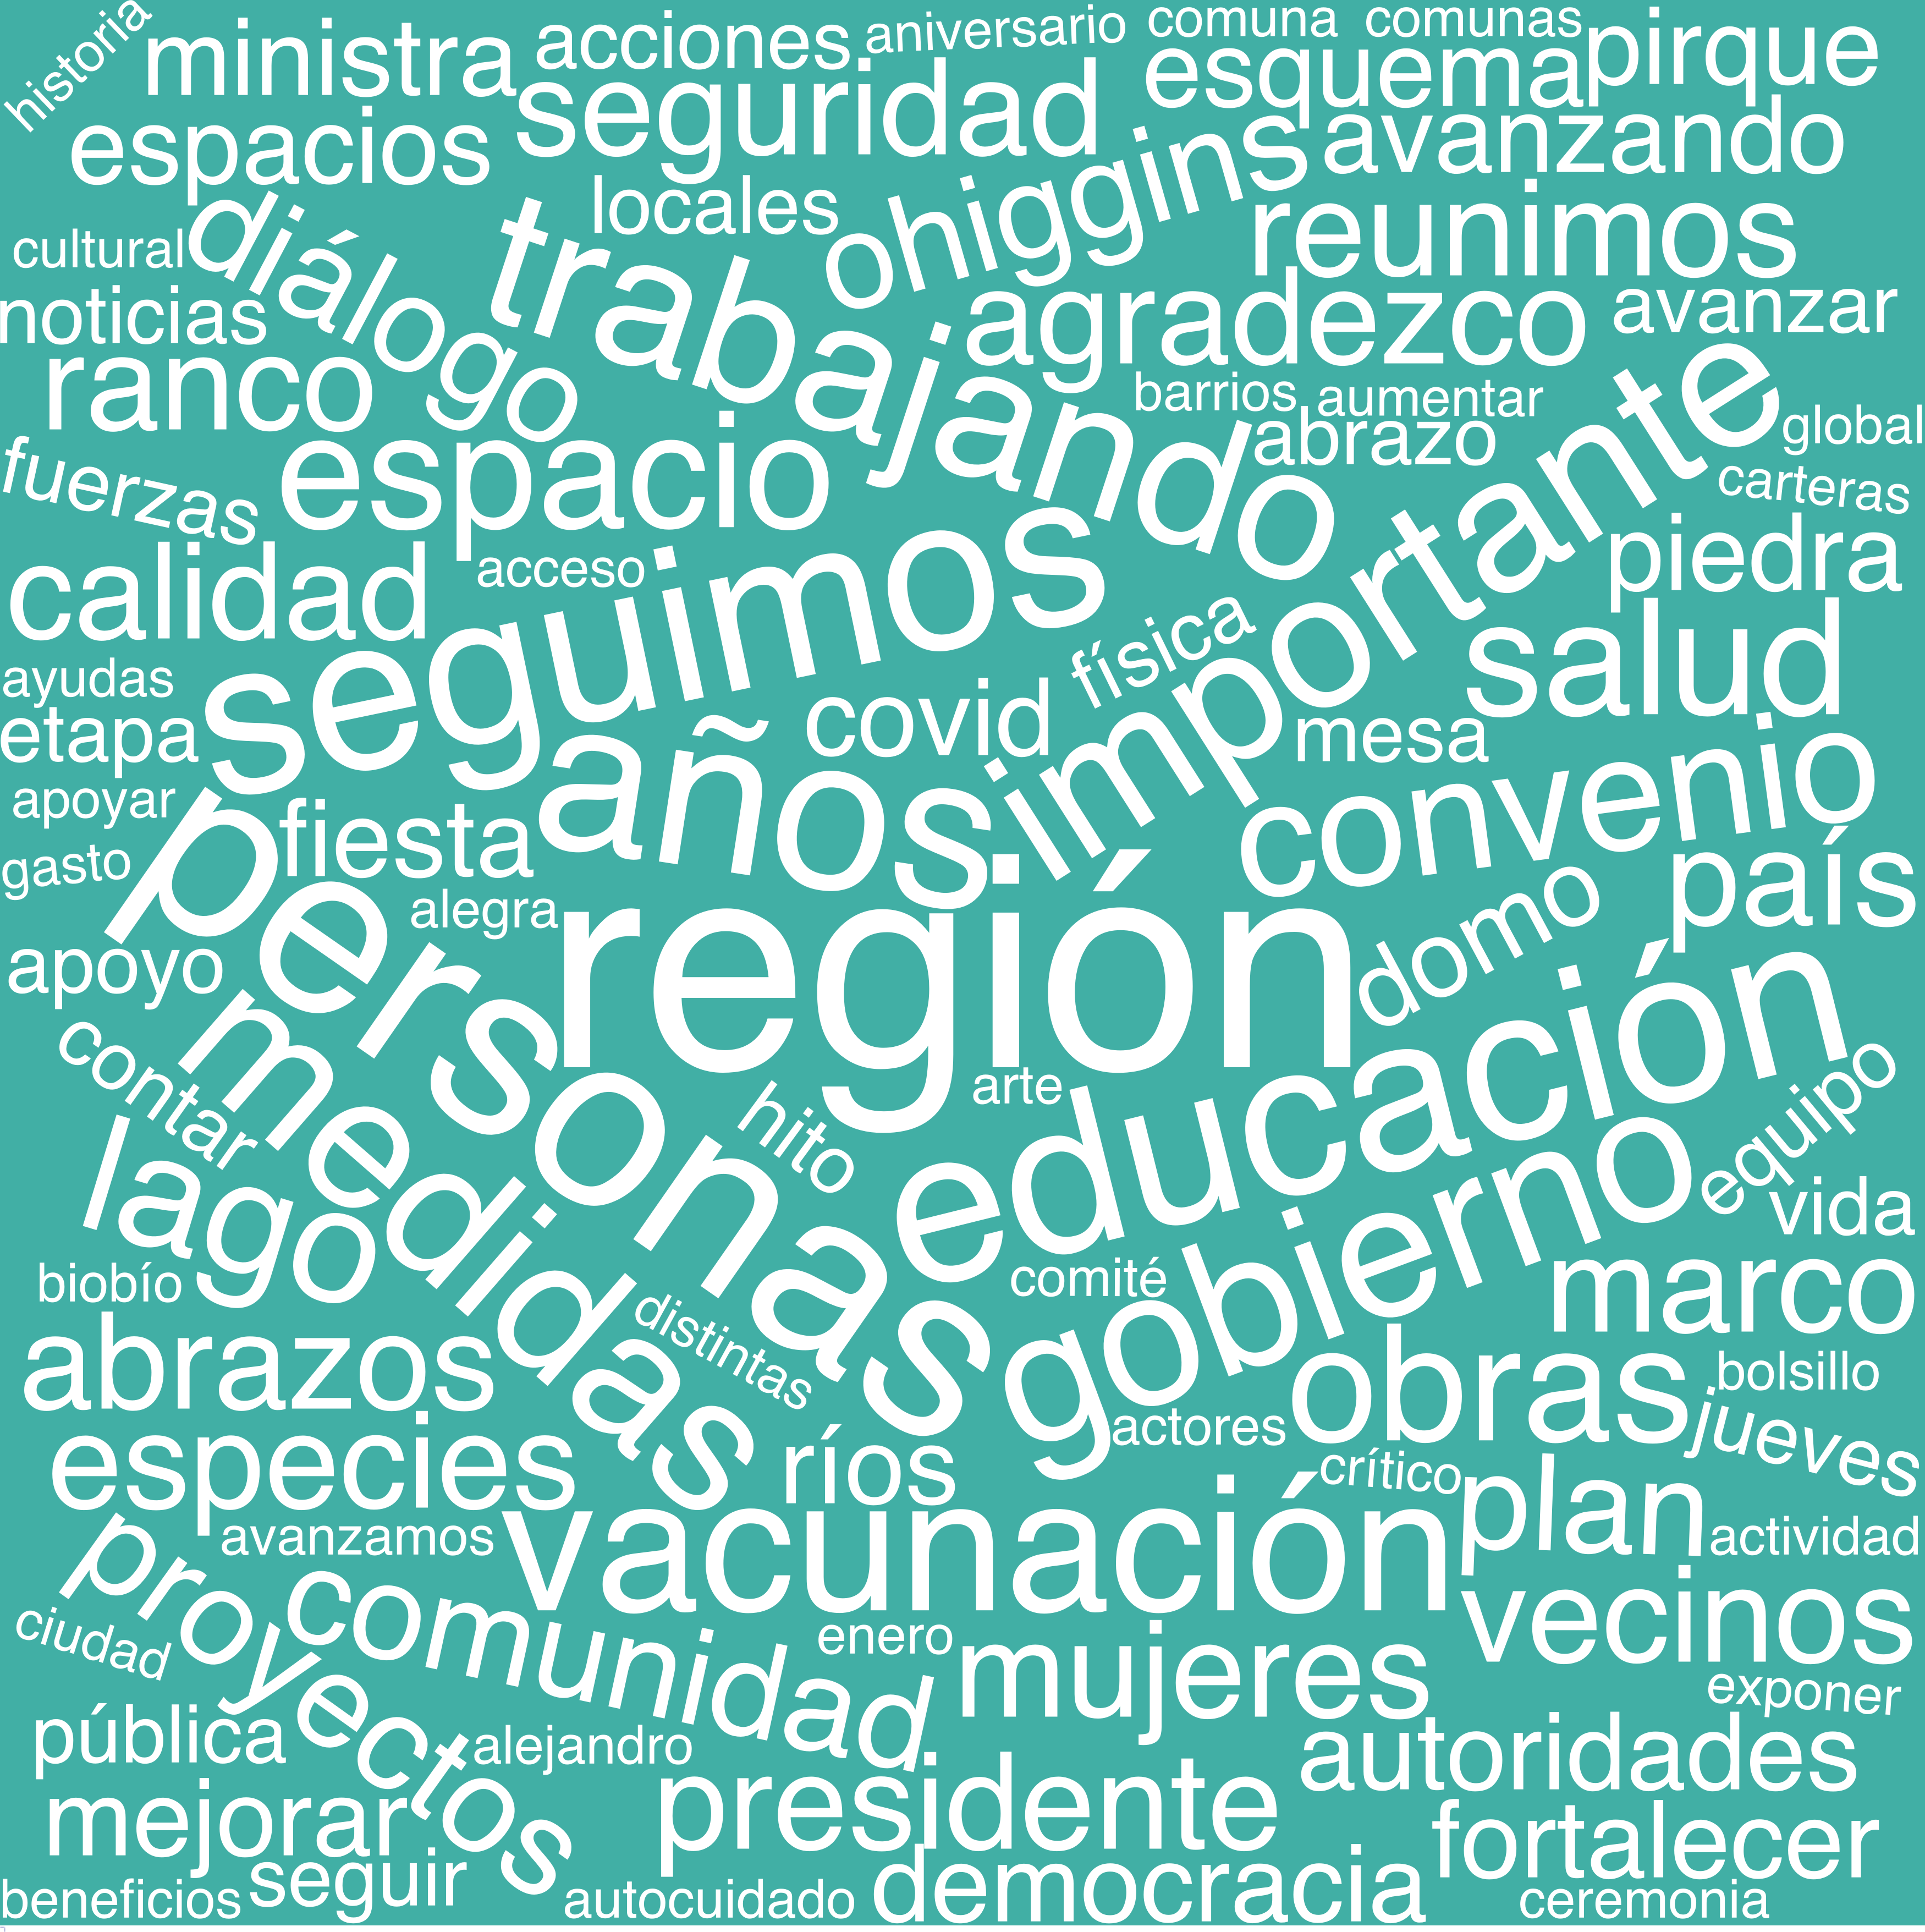 historia
ministra
acciones
aniversario
comuna
comunas
pirque
espacios
seguridad
esquema
avanzando
locales
ohiggins
reunimos
cultural
diálogo
trabajando
noticias
agradezco
avanzar
ranco
barrios
aumentar
abrazo
global
fuerzas
espacio
importante
carteras
calidad
acceso
seguimos
piedra
física
salud
ayudas
etapa
covid
mesa
apoyar
fiesta
años
convenio
gasto
alegra
país
personas
región
domo
apoyo
contar
medidas
arte
educación
equipo
lago
hito
vida
biobío
comité
gobierno
marco
abrazos
distintas
obras
bolsillo
especies
ríos
actores
crítico
jueves
avanzamos
vacunación
plan
actividad
proyectos
comunidad
vecinos
ciudad
enero
mujeres
exponer
pública
alejandro
autoridades
mejorar
presidente
fortalecer
beneficios
seguir
autocuidado
democracia
ceremonia